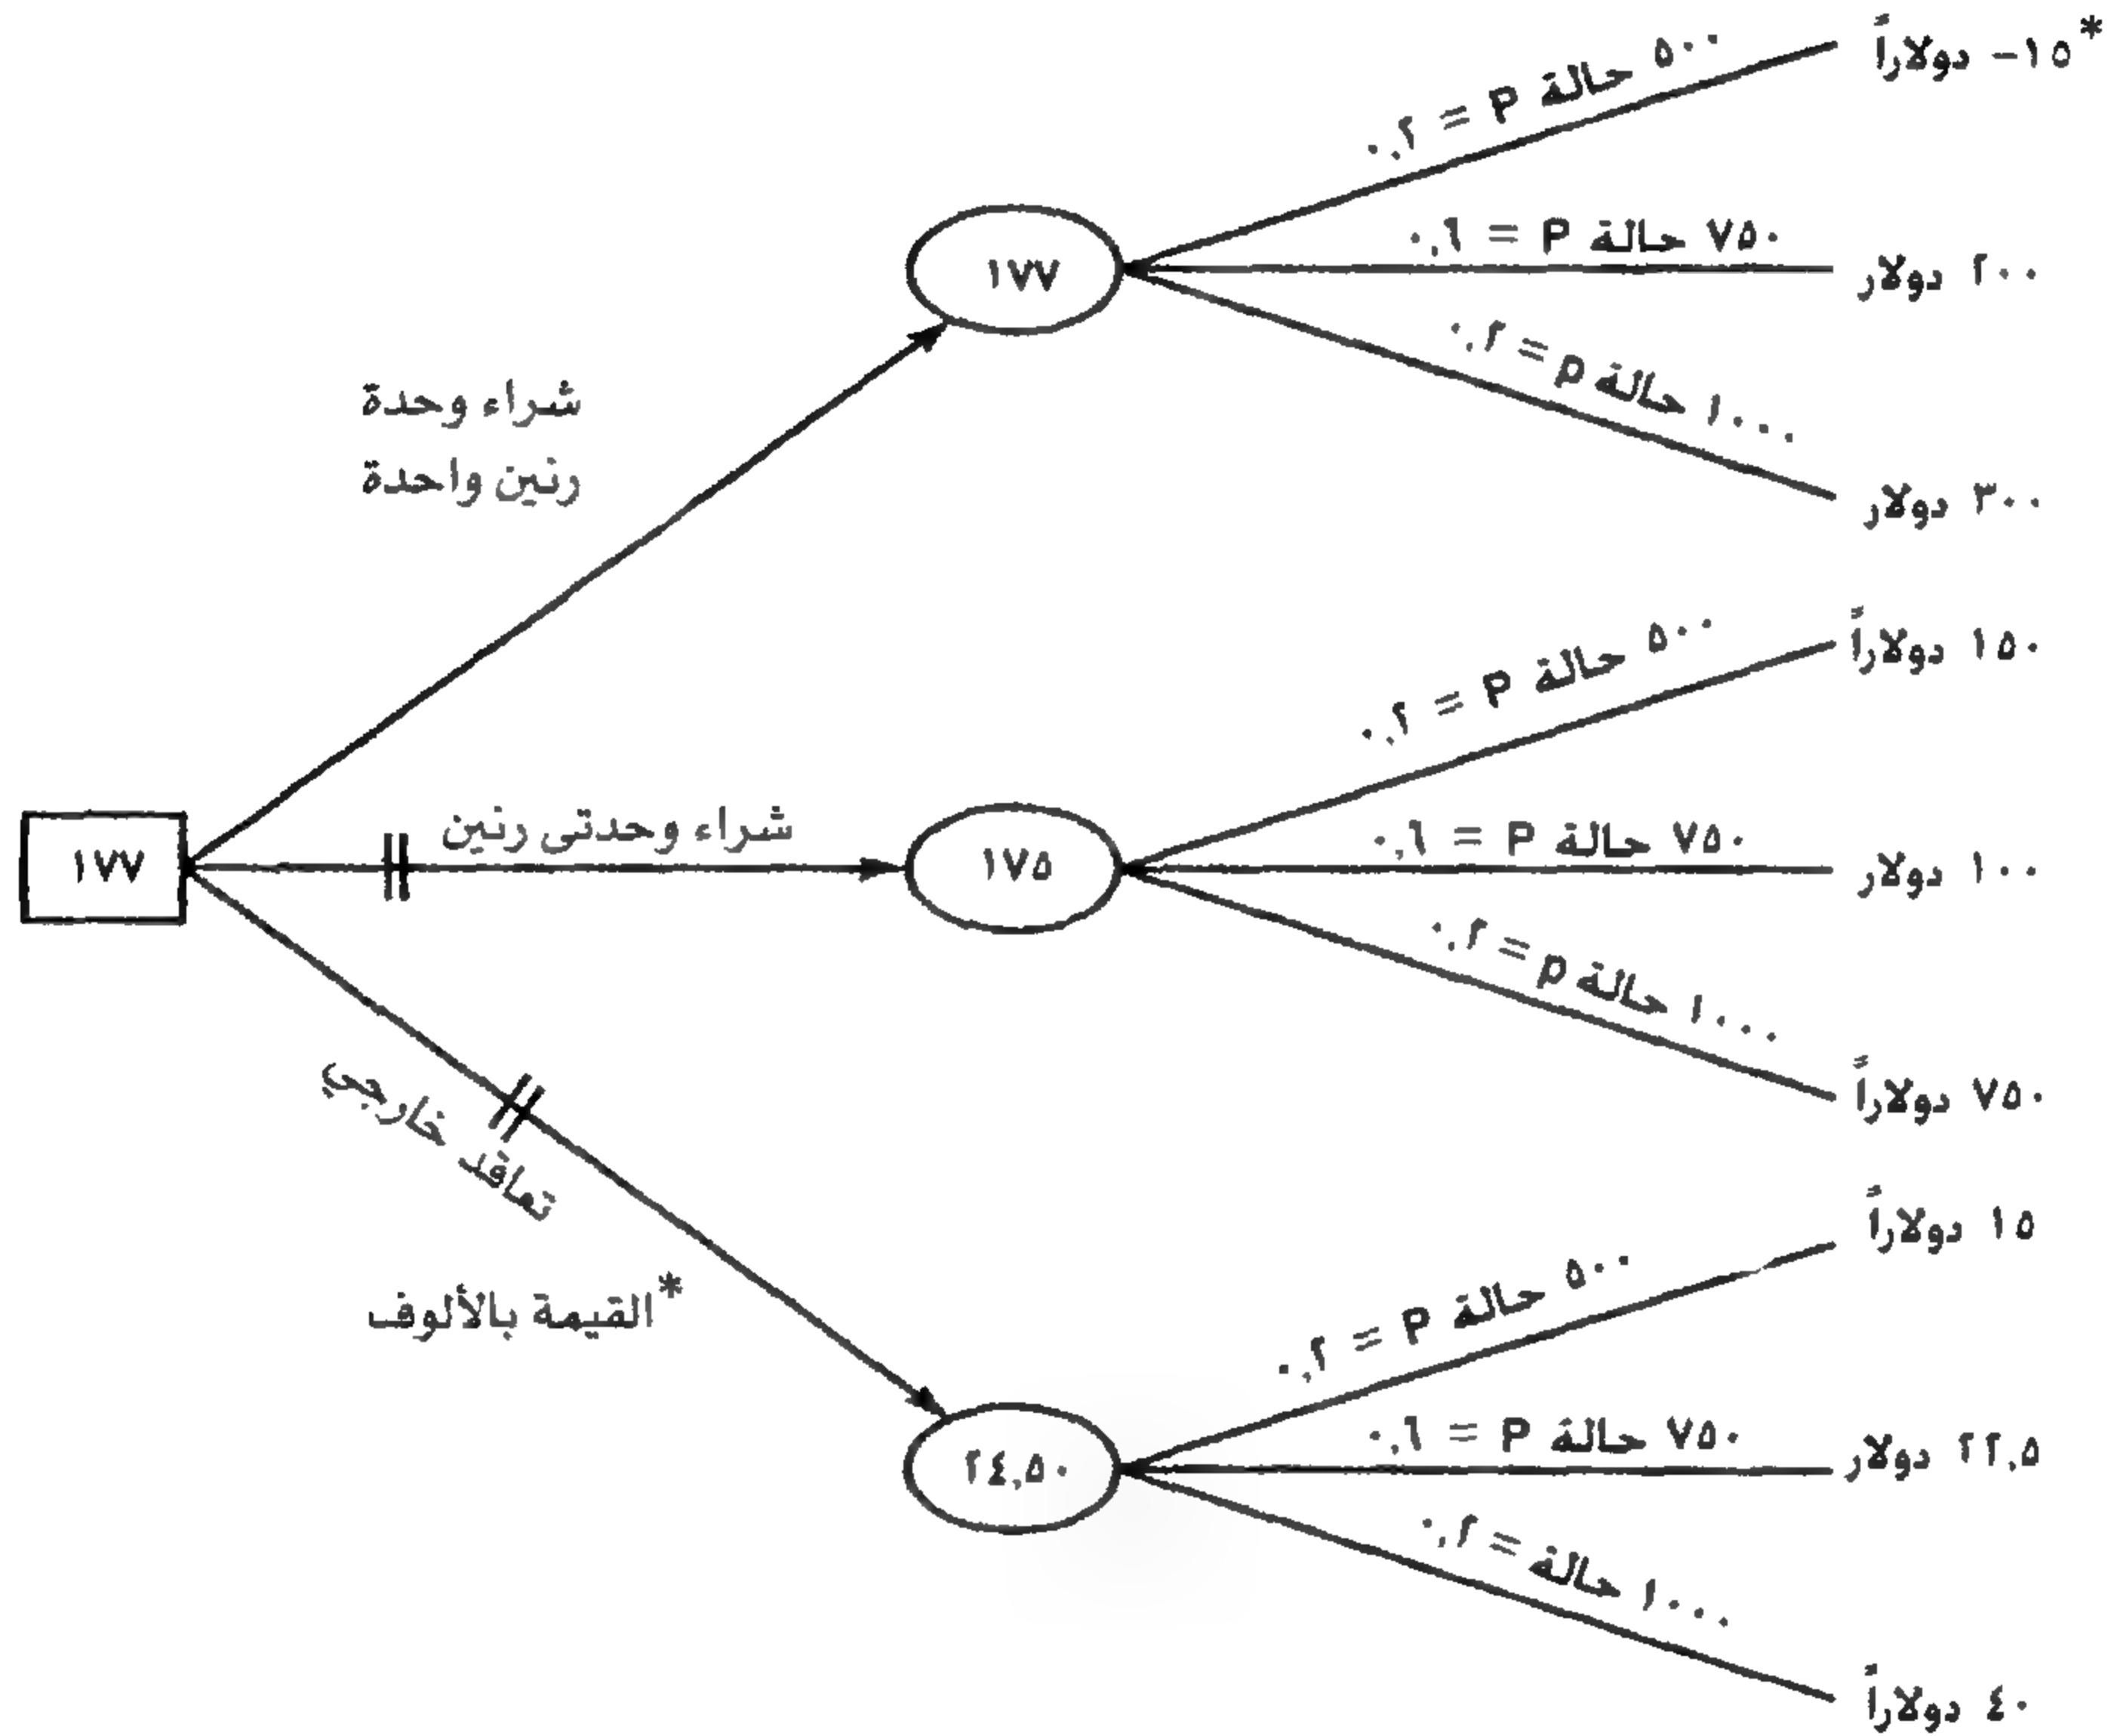 ١٥- دولاراً*
٥٠٠ حالة P = ٠,٢
٧٥٠ حالة P = ٠,٦
١٧٧
٢٠٠ دولار
١٠٠٠ حالة p = ٠,٢
شراء وحدة
رنين واحدة
٣٠٠ دولار
٥٠٠ حالة P = ٠,٢
١٥٠ دولاراً
شراء وحدتى رنين
٧٥٠ حالة P = ٠,٦
١٧٧
١٧٥
١٠٠ دولار
١٠٠٠ حالة p = ٠,٢
٧٥٠ دولاراً
تعاقد خارجي
١٥ دولاراً
*القيمة بالألوف
٥٠٠ حالة P = ٠,٢
٧٥٠ حالة P = ٠,٦
٢٤,٥٠
٢٢,٥ دولار
١٠٠٠ حالة = ٠,٢
٤٠ دولاراً